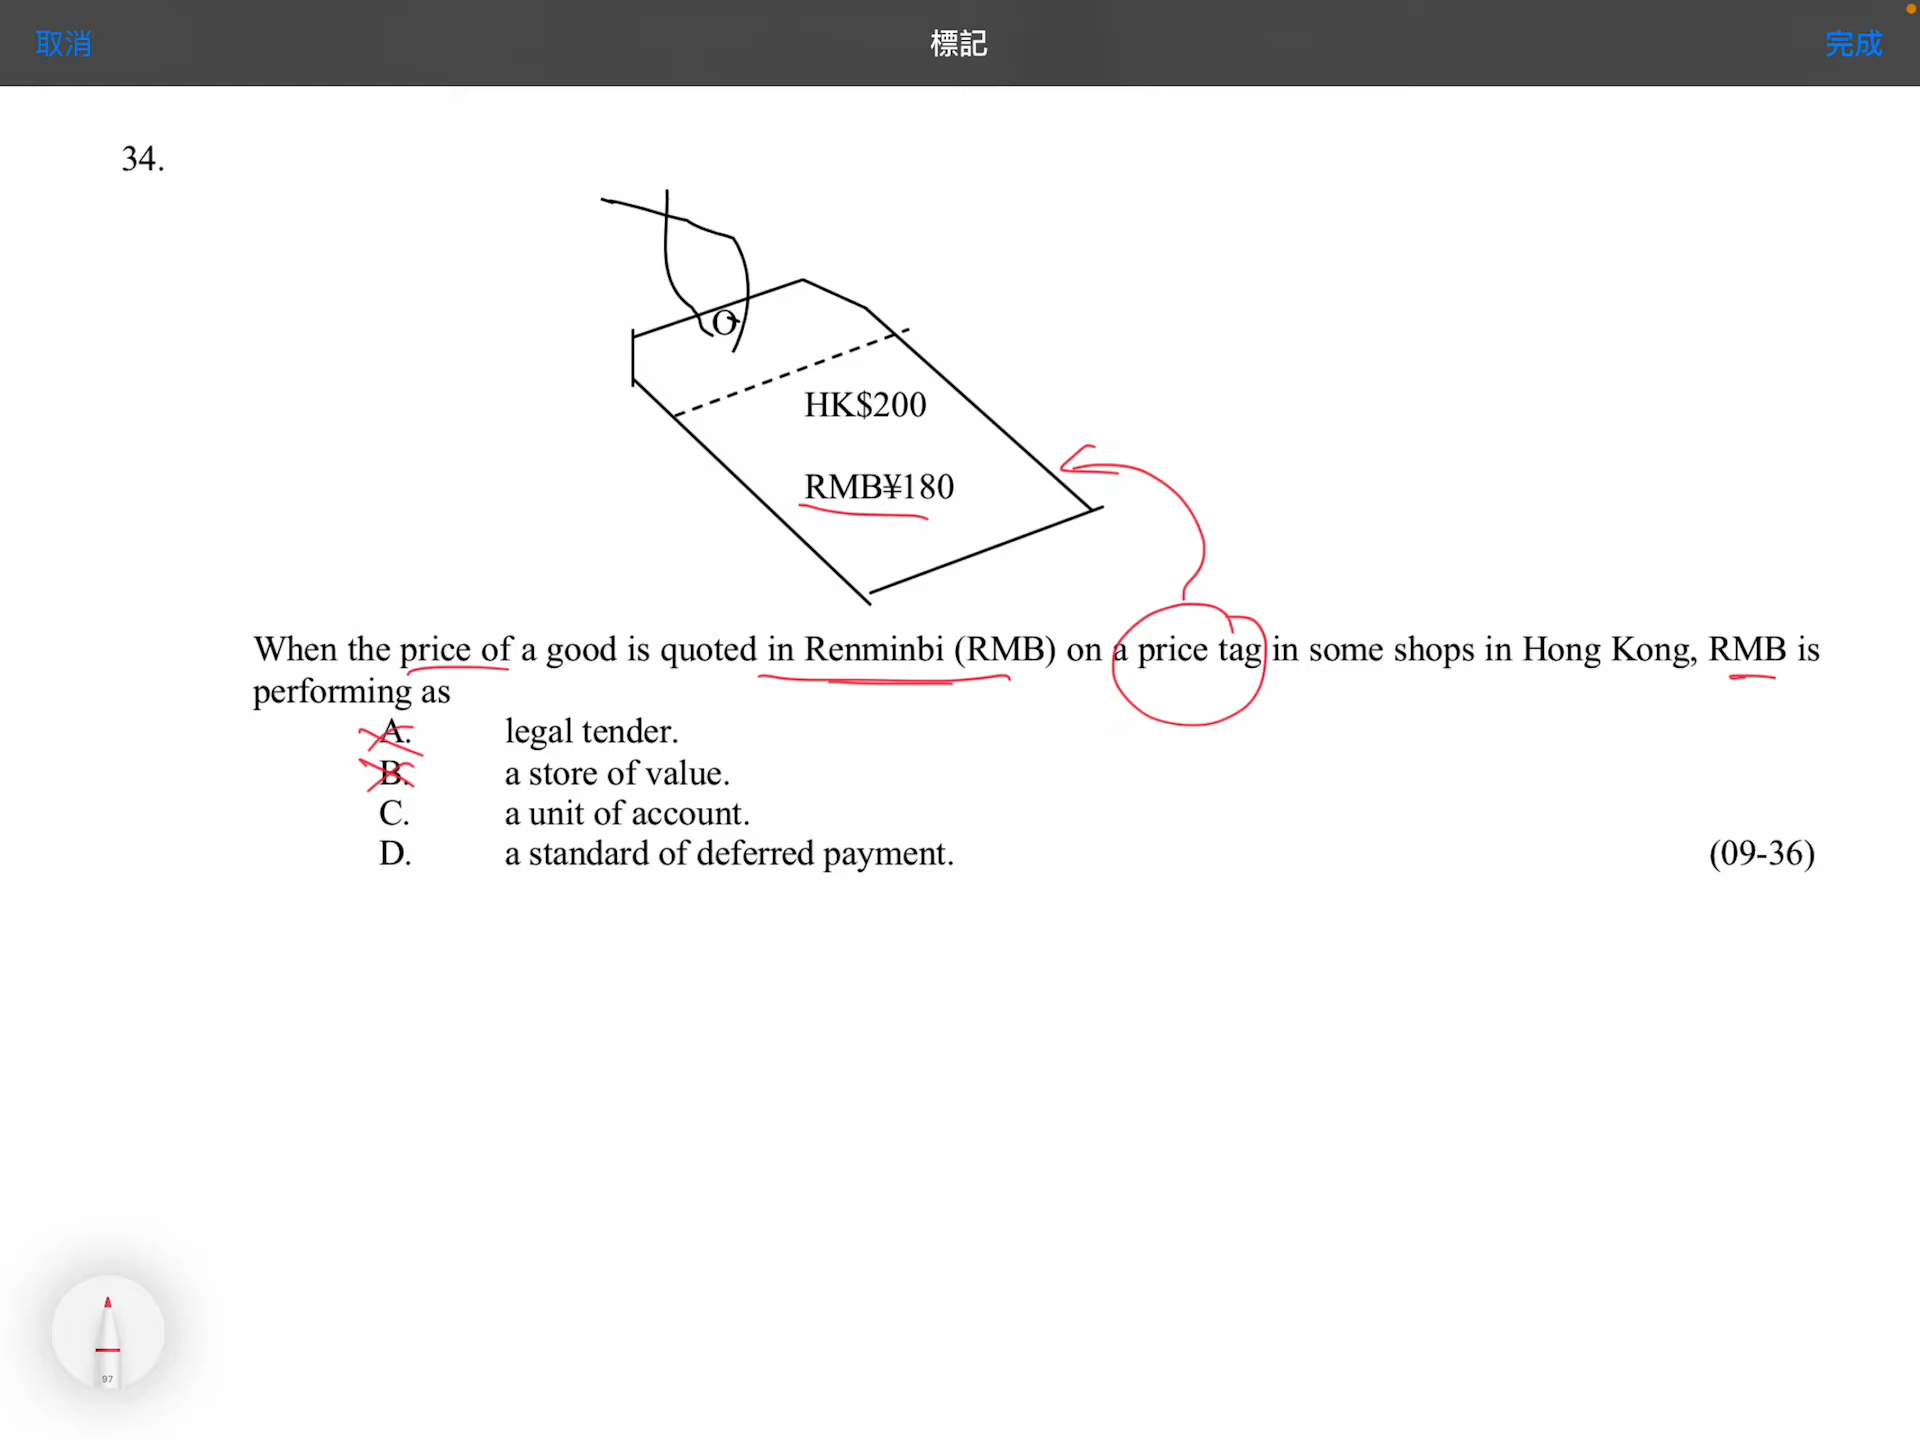 取消 標記 完成
34.
O
HK$200
RMB¥180
When the price of a good is quoted in Renminbi (RMB) on a price tag in some shops in Hong Kong, RMB is
performing as
A. legal tender.
B. a store of value.
C. a unit of account.
D. a standard of deferred payment. (09-36)
97